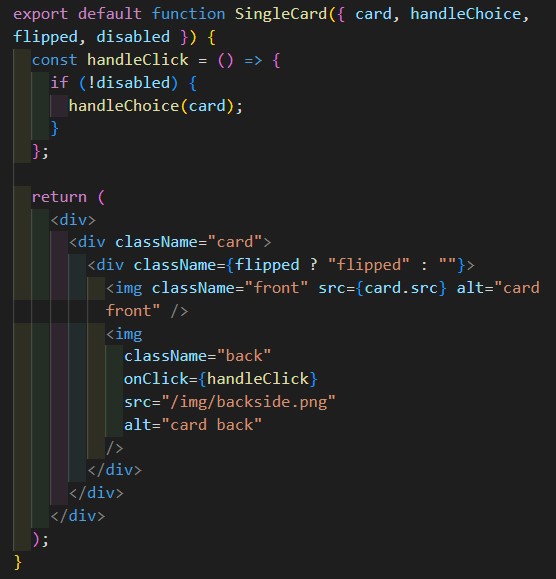 export default function SingleCard({ card, handleChoice,
flipped, disabled }) {
  const handleClick = () => {
    if (!disabled) {
      handleChoice(card);
    }
  };

  return (
    <div>
      <div className="card">
        <div className={flipped ? "flipped" : ""}>
          <img className="front" src={card.src} alt="card
          front" />
          <img
            className="back"
            onClick={handleClick}
            src="/img/backside.png"
            alt="card back"
          />
        </div>
      </div>
    </div>
  );
}